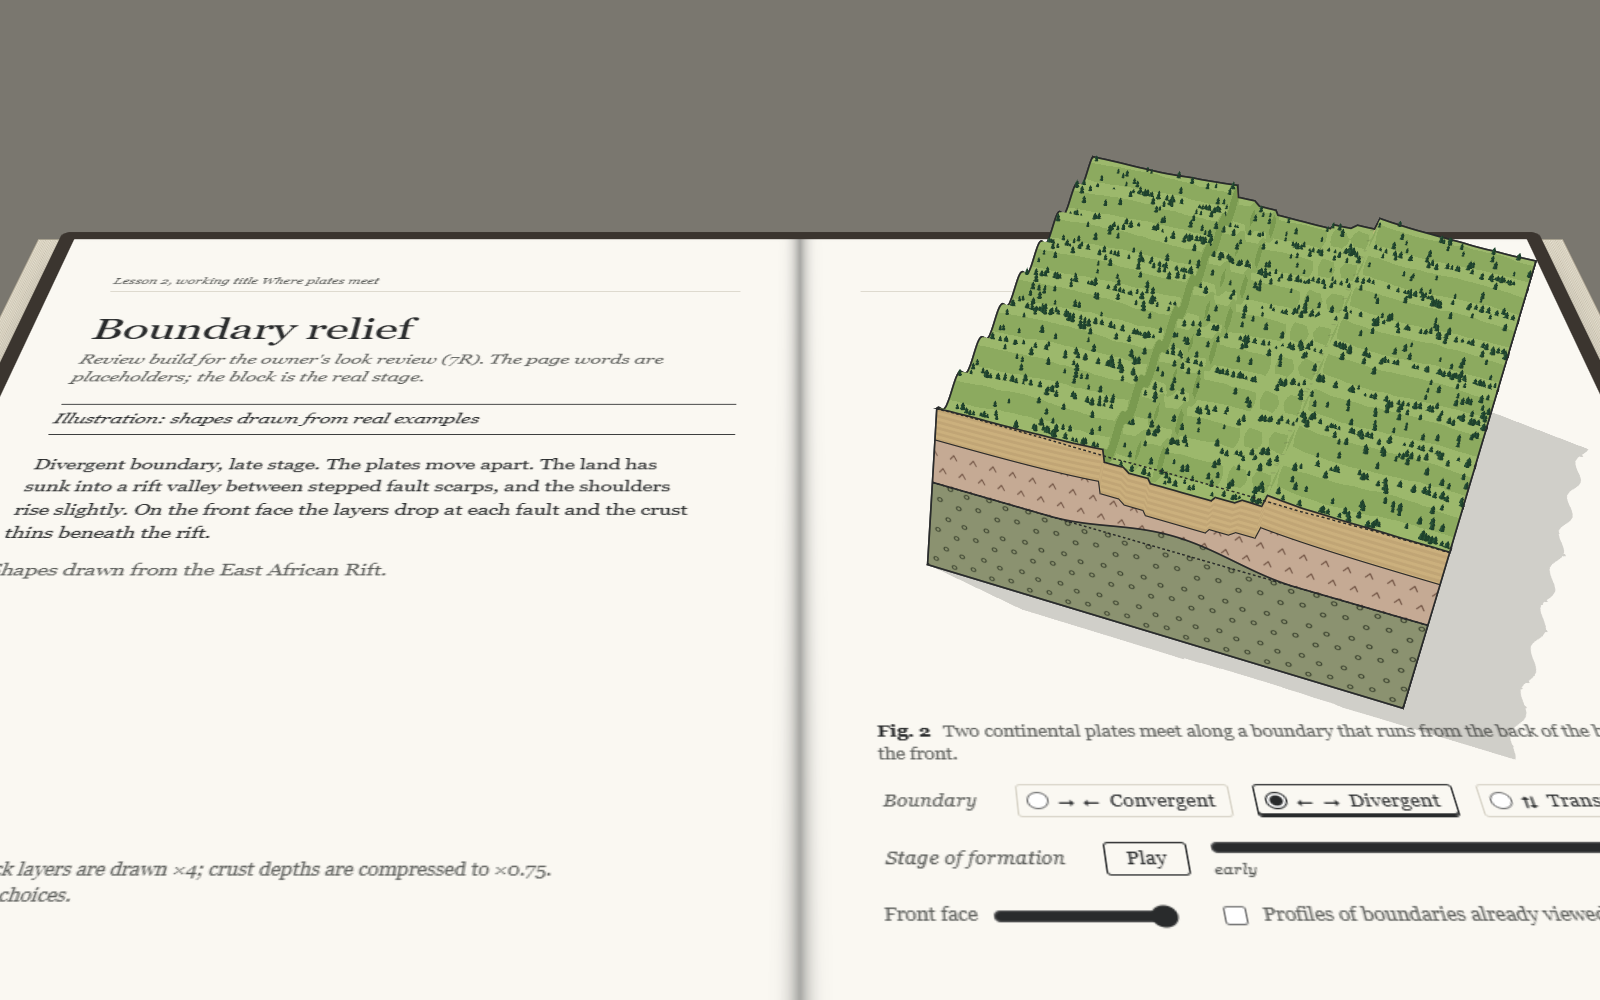 Lesson 2, working title Where plates meet
Boundary relief
Review build for the owner's look review (7R). The page words are
placeholders; the block is the real stage.
Illustration: shapes drawn from real examples
Divergent boundary, late stage. The plates move apart. The land has
sunk into a rift valley between stepped fault scarps, and the shoulders
rise slightly. On the front face the layers drop at each fault and the crust
thins beneath the rift.
Shapes drawn from the East African Rift.
layers are drawn ×4; crust depths are compressed to ×0.75.
choices.
Fig. 2 Two continental plates meet along a boundary that runs from the back of the
the front.
Boundary → ← Convergent ← → Divergent ⇅
Stage of formation Play
early
Front face Profiles of boundaries already viewed